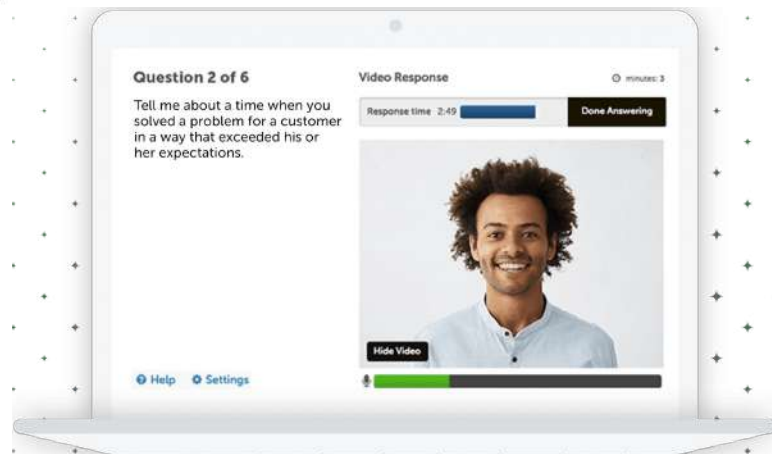 Question 2 of 6
Tell me about a time when you
solved a problem for a customer
in a way that exceeded his or
her expectations.
Help
Settings
Video Response
minutes: 3
Response time 2:49
Done Answering
Hide Video